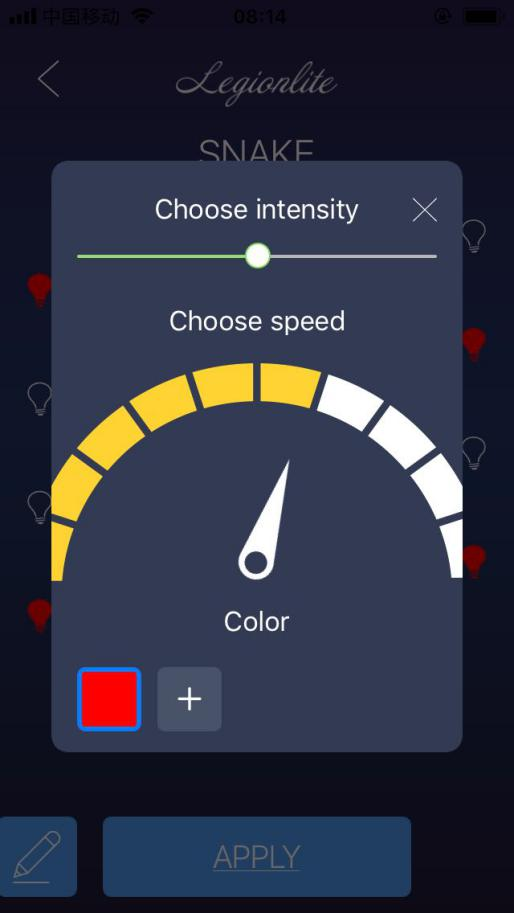 中国移动 08:14
Legionlite
SNAKE
Choose intensity
Choose speed
Color
APPLY